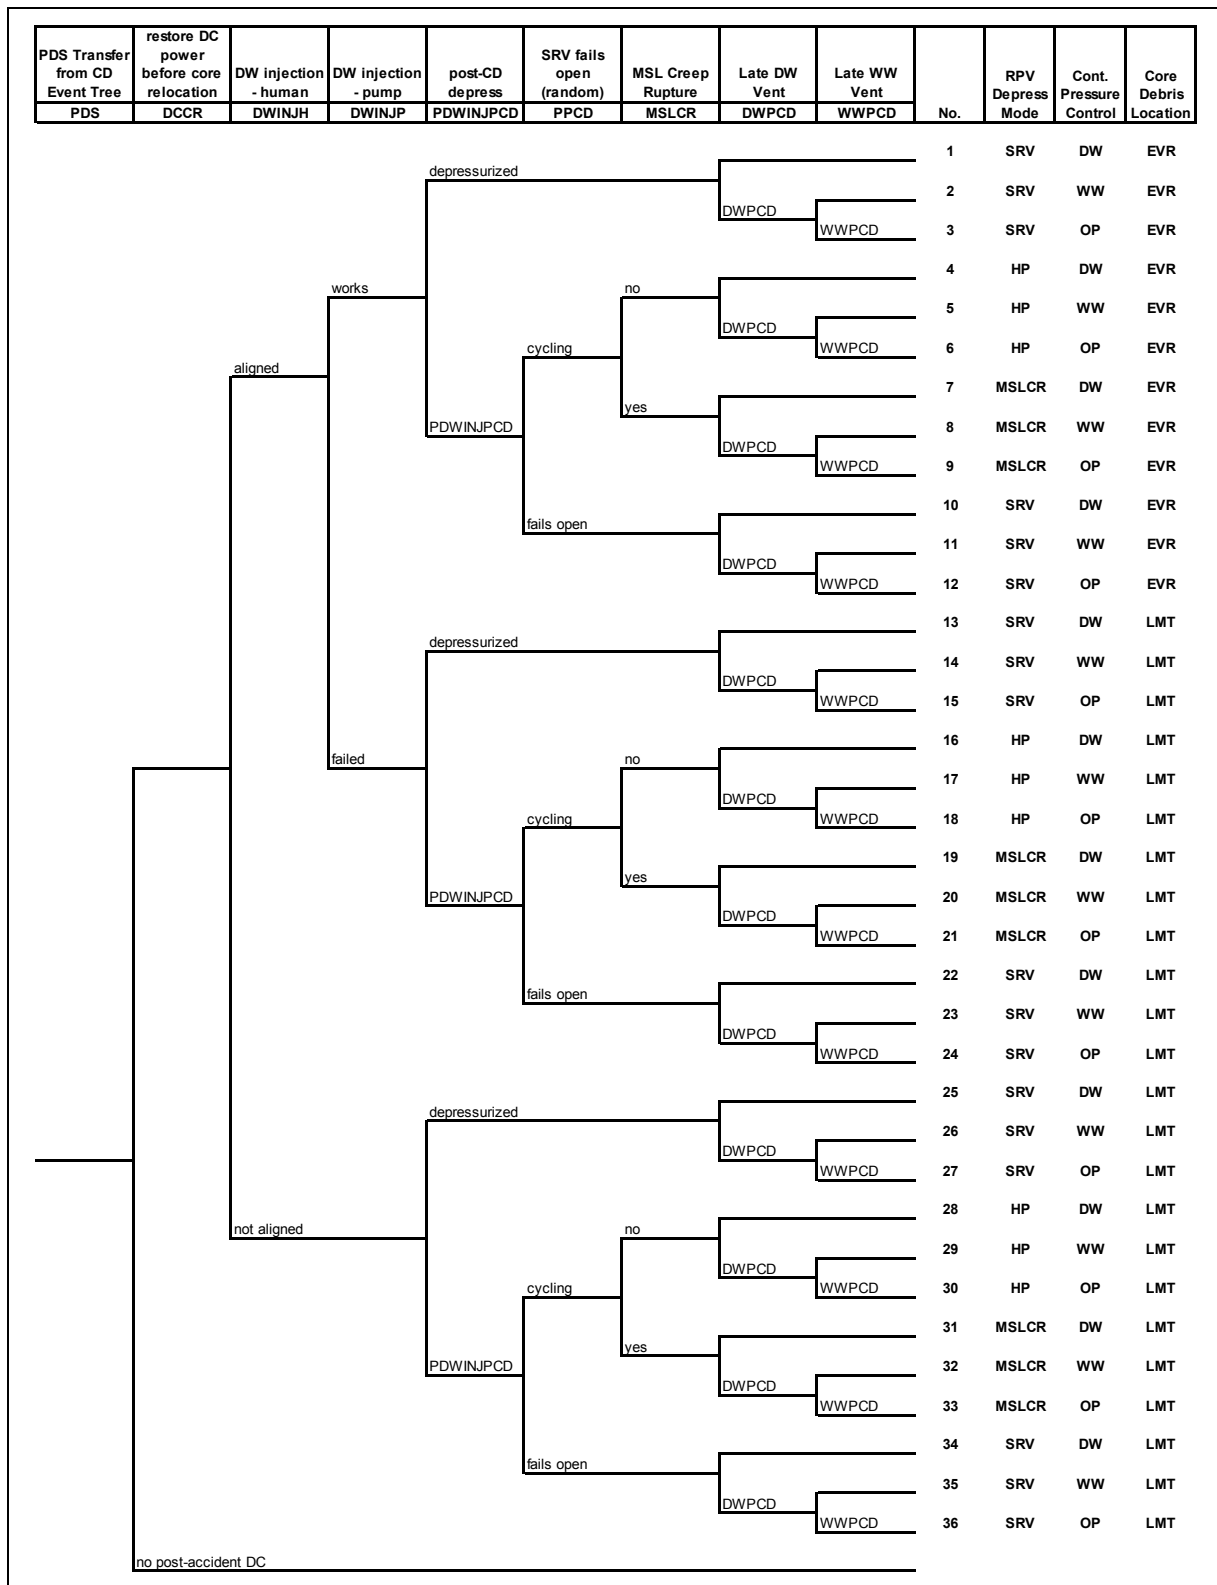 PDS Transfer from CD Event Tree
restore DC power before core relocation
DW injection - human
DW injection - pump
post-CD depress
SRV fails open (random)
MSL Creep Rupture
Late DW Vent
Late WW Vent
No.
RPV Depress Mode
Cont. Pressure Control
Core Debris Location
PDS DCCR DWINJH DWINJP PDWINJPCD PPCD MSLCR DWPCD WWPCD
1 SRV DW EVR
depressurized
2 SRV WW EVR
DWPCD
WWPCD
3 SRV OP EVR
4 HP DW EVR
works
no
5 HP WW EVR
DWPCD
cycling
WWPCD
6 HP OP EVR
aligned
7 MSLCR DW EVR
yes
PDWINJPCD
8 MSLCR WW EVR
DWPCD
WWPCD
9 MSLCR OP EVR
10 SRV DW EVR
fails open
11 SRV WW EVR
DWPCD
WWPCD
12 SRV OP EVR
13 SRV DW LMT
depressurized
14 SRV WW LMT
DWPCD
WWPCD
15 SRV OP LMT
16 HP DW LMT
failed
no
17 HP WW LMT
DWPCD
cycling
WWPCD
18 HP OP LMT
19 MSLCR DW LMT
yes
PDWINJPCD
20 MSLCR WW LMT
DWPCD
WWPCD
21 MSLCR OP LMT
22 SRV DW LMT
fails open
23 SRV WW LMT
DWPCD
WWPCD
24 SRV OP LMT
25 SRV DW LMT
depressurized
26 SRV WW LMT
DWPCD
WWPCD
27 SRV OP LMT
28 HP DW LMT
not aligned
no
29 HP WW LMT
DWPCD
cycling
WWPCD
30 HP OP LMT
31 MSLCR DW LMT
yes
PDWINJPCD
32 MSLCR WW LMT
DWPCD
WWPCD
33 MSLCR OP LMT
34 SRV DW LMT
fails open
35 SRV WW LMT
DWPCD
WWPCD
36 SRV OP LMT
no post-accident DC